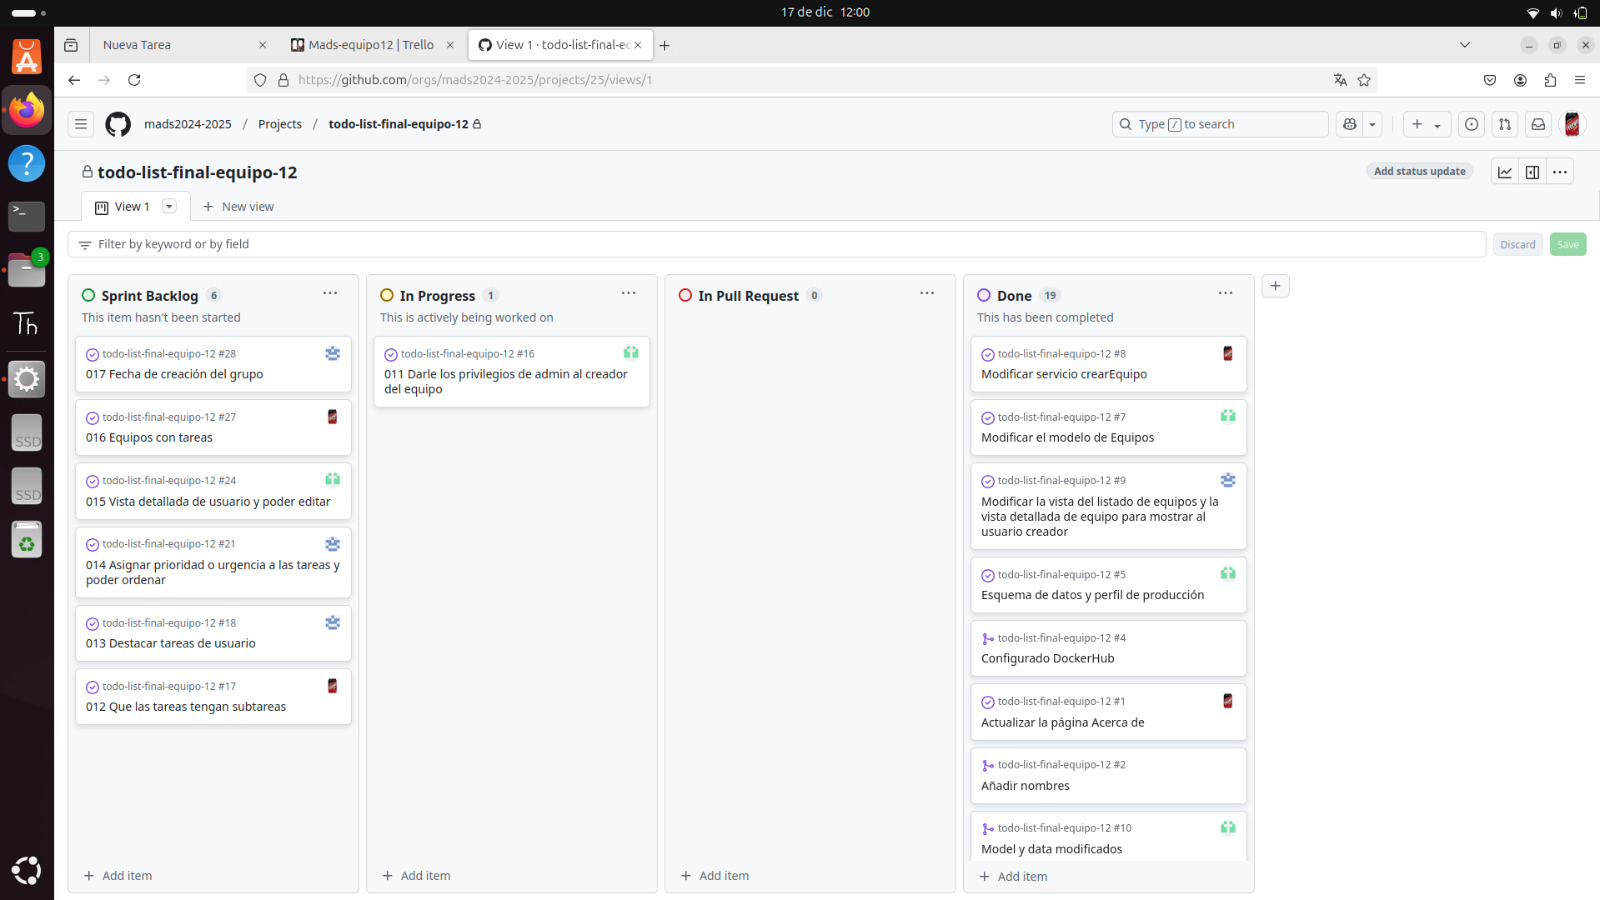 17 de dic 12:00
Nueva Tarea
Mads-equipo12 | Trello
View 1 · todo-list-final-eq
https://github.com/orgs/mads2024-2025/projects/25/views/1
mads2024-2025 / Projects / todo-list-final-equipo-12
Type / to search
todo-list-final-equipo-12
Add status update
View 1
New view
Filter by keyword or by field
Discard
Save
Sprint Backlog 6
This item hasn't been started
todo-list-final-equipo-12 #28
017 Fecha de creación del grupo
todo-list-final-equipo-12 #27
016 Equipos con tareas
todo-list-final-equipo-12 #24
015 Vista detallada de usuario y poder editar
todo-list-final-equipo-12 #21
014 Asignar prioridad o urgencia a las tareas y
poder ordenar
todo-list-final-equipo-12 #18
013 Destacar tareas de usuario
todo-list-final-equipo-12 #17
012 Que las tareas tengan subtareas
+ Add item
In Progress 1
This is actively being worked on
todo-list-final-equipo-12 #16
011 Darle los privilegios de admin al creador
del equipo
+ Add item
In Pull Request 0
+ Add item
Done 19
This has been completed
todo-list-final-equipo-12 #8
Modificar servicio crearEquipo
todo-list-final-equipo-12 #7
Modificar el modelo de Equipos
todo-list-final-equipo-12 #9
Modificar la vista del listado de equipos y la
vista detallada de equipo para mostrar al
usuario creador
todo-list-final-equipo-12 #5
Esquema de datos y perfil de producción
todo-list-final-equipo-12 #4
Configurado DockerHub
todo-list-final-equipo-12 #1
Actualizar la página Acerca de
todo-list-final-equipo-12 #2
Añadir nombres
todo-list-final-equipo-12 #10
Model y data modificados
+ Add item
3
Th
SSD
SSD